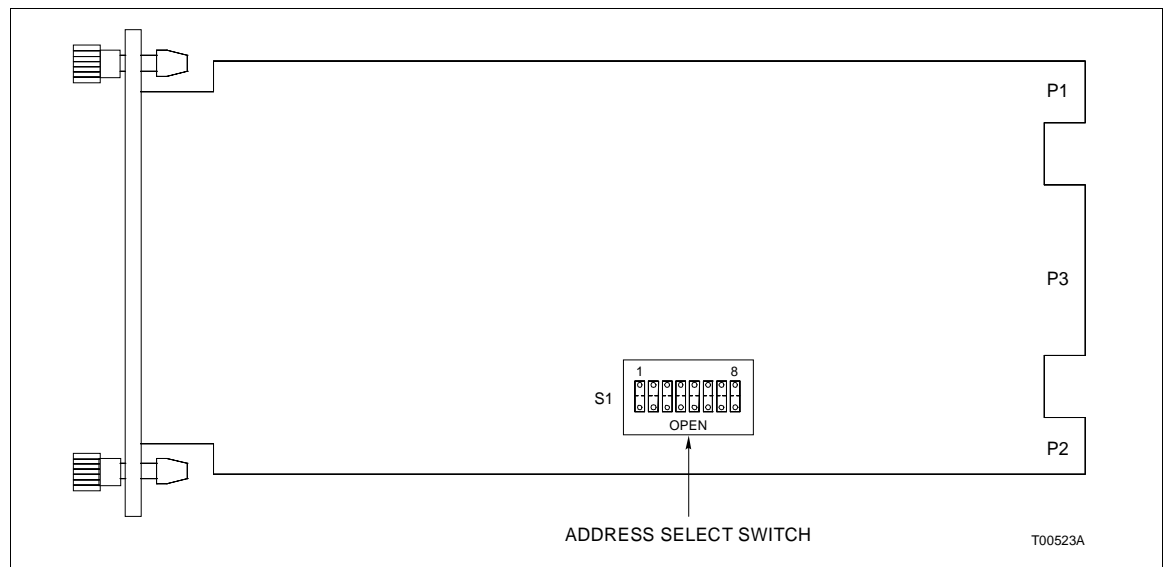 P1
P3
1 8
S1
OPEN
P2
ADDRESS SELECT SWITCH
T00523A